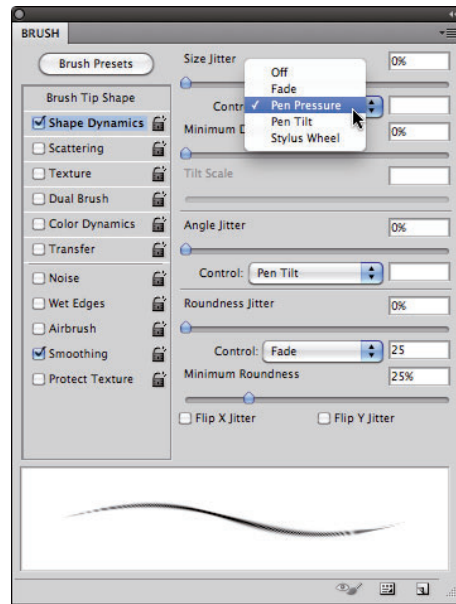 BRUSH
Brush Presets
Brush Tip Shape
Shape Dynamics
Scattering
Texture
Dual Brush
Color Dynamics
Transfer
Noise
Wet Edges
Airbrush
Smoothing
Protect Texture
Size Jitter 0%
Off
Fade
Contr ✓ Pen Pressure
Pen Tilt
Stylus Wheel
Minimum D 0%
Tilt Scale
Angle Jitter 0%
Control: Pen Tilt
Roundness Jitter 0%
Control: Fade 25
Minimum Roundness 25%
Flip X Jitter Flip Y Jitter